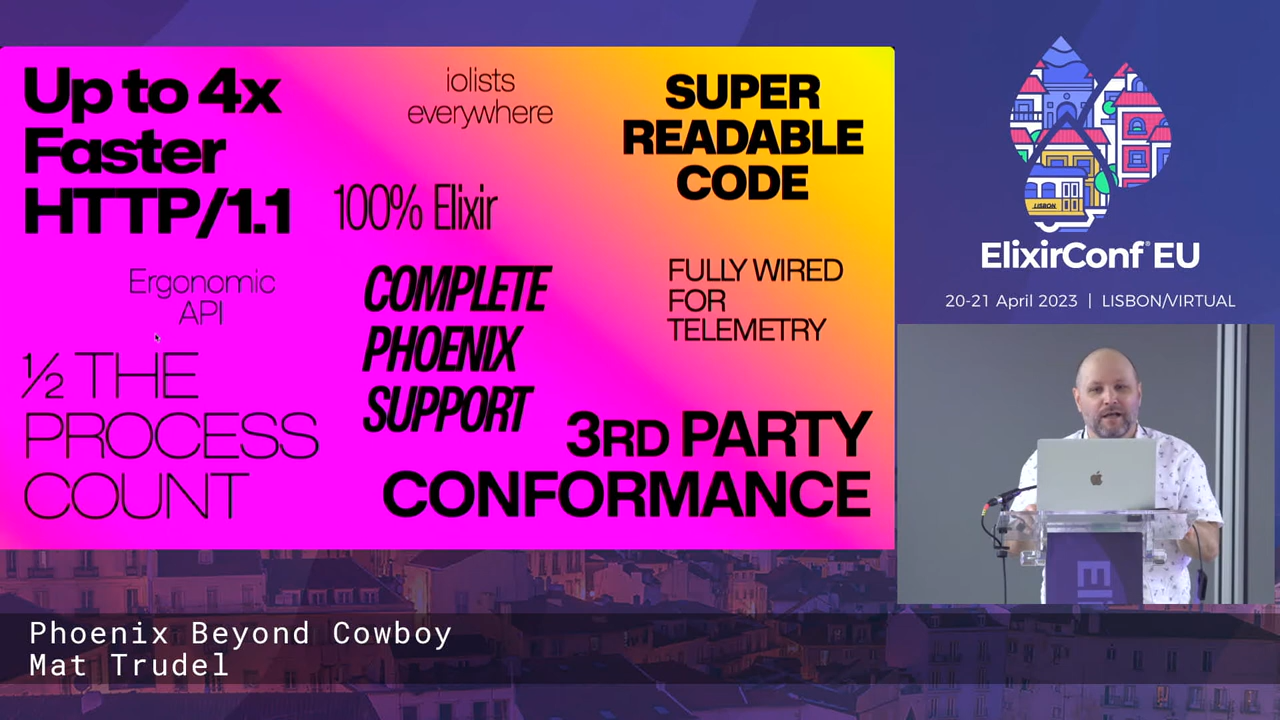 Up to 4x
Faster
HTTP/1.1
iolists
everywhere
100% Elixir
SUPER
READABLE
CODE
Ergonomic
API
COMPLETE
PHOENIX
SUPPORT
FULLY WIRED
FOR
TELEMETRY
½ THE
PROCESS
COUNT
3RD PARTY
CONFORMANCE
LISBON
ElixirConf® EU
20-21 April 2023 | LISBON/VIRTUAL
Phoenix Beyond Cowboy
Mat Trudel